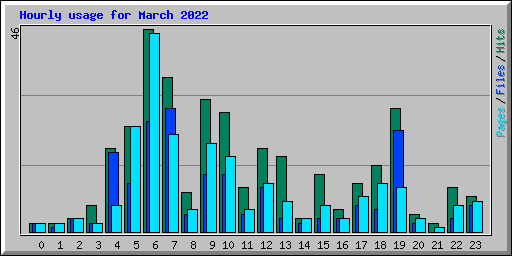 Hourly usage for March 2022
46
Pages/Files/Hits
0 1 2 3 4 5 6 7 8 9 10 11 12 13 14 15 16 17 18 19 20 21 22 23